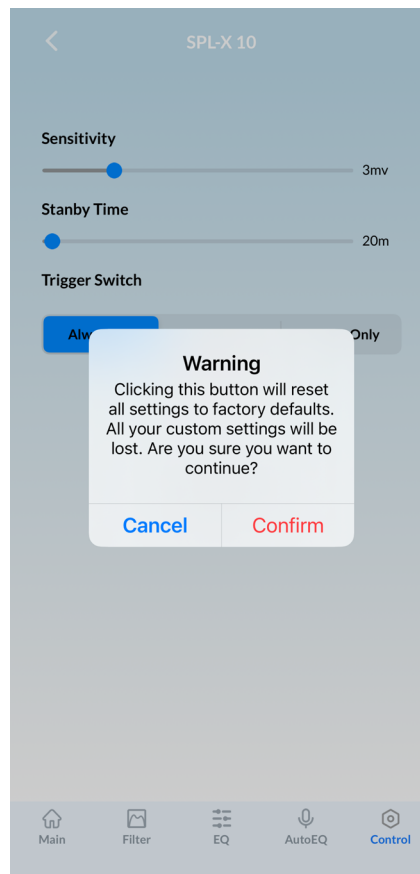 SPL-X 10
Sensitivity
3mv
Stanby Time
20m
Trigger Switch
Only
Warning
Clicking this button will reset
all settings to factory defaults.
All your custom settings will be
lost. Are you sure you want to
continue?
Cancel Confirm
Main Filter EQ AutoEQ Control